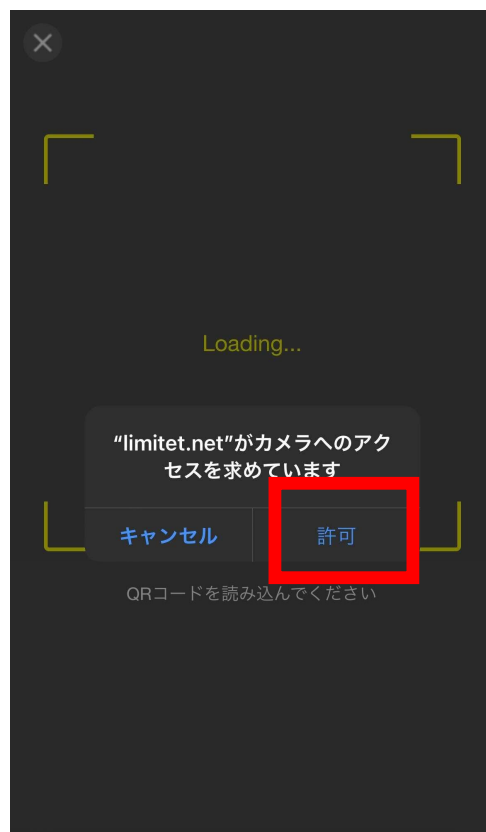 Loading...
“limitet.net”がカメラへのアク
セスを求めています
キャンセル
許可
QRコードを読み込んでください